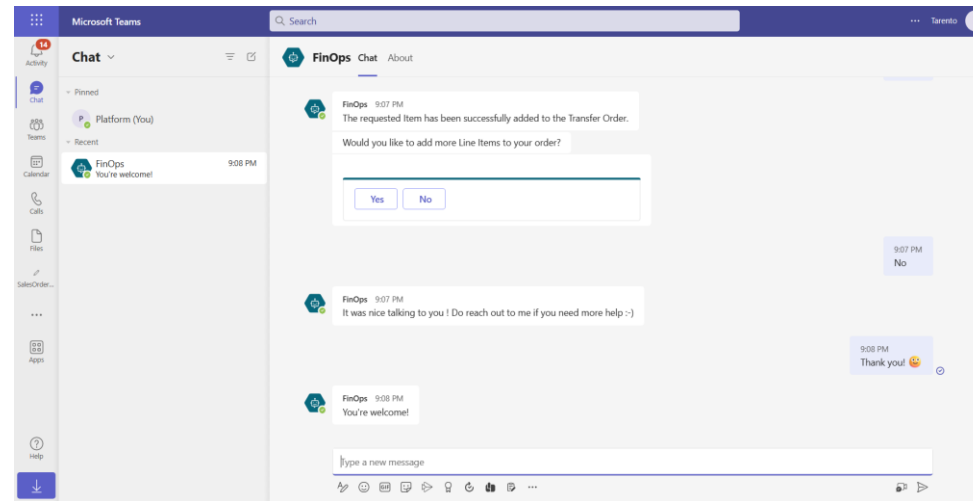 Microsoft Teams
Search
Tarento
14
Activity
Chat
Teams
Calendar
Calls
Files
SalesOrder...
Apps
Help
Chat
Pinned
P Platform (You)
Recent
FinOps 9:08 PM
You're welcome!
FinOps Chat About
FinOps 9:07 PM
The requested Item has been successfully added to the Transfer Order.
Would you like to add more Line Items to your order?
Yes No
9:07 PM
No
FinOps 9:07 PM
It was nice talking to you ! Do reach out to me if you need more help :-)
9:08 PM
Thank you! 😃
FinOps 9:08 PM
You're welcome!
Type a new message
GIF